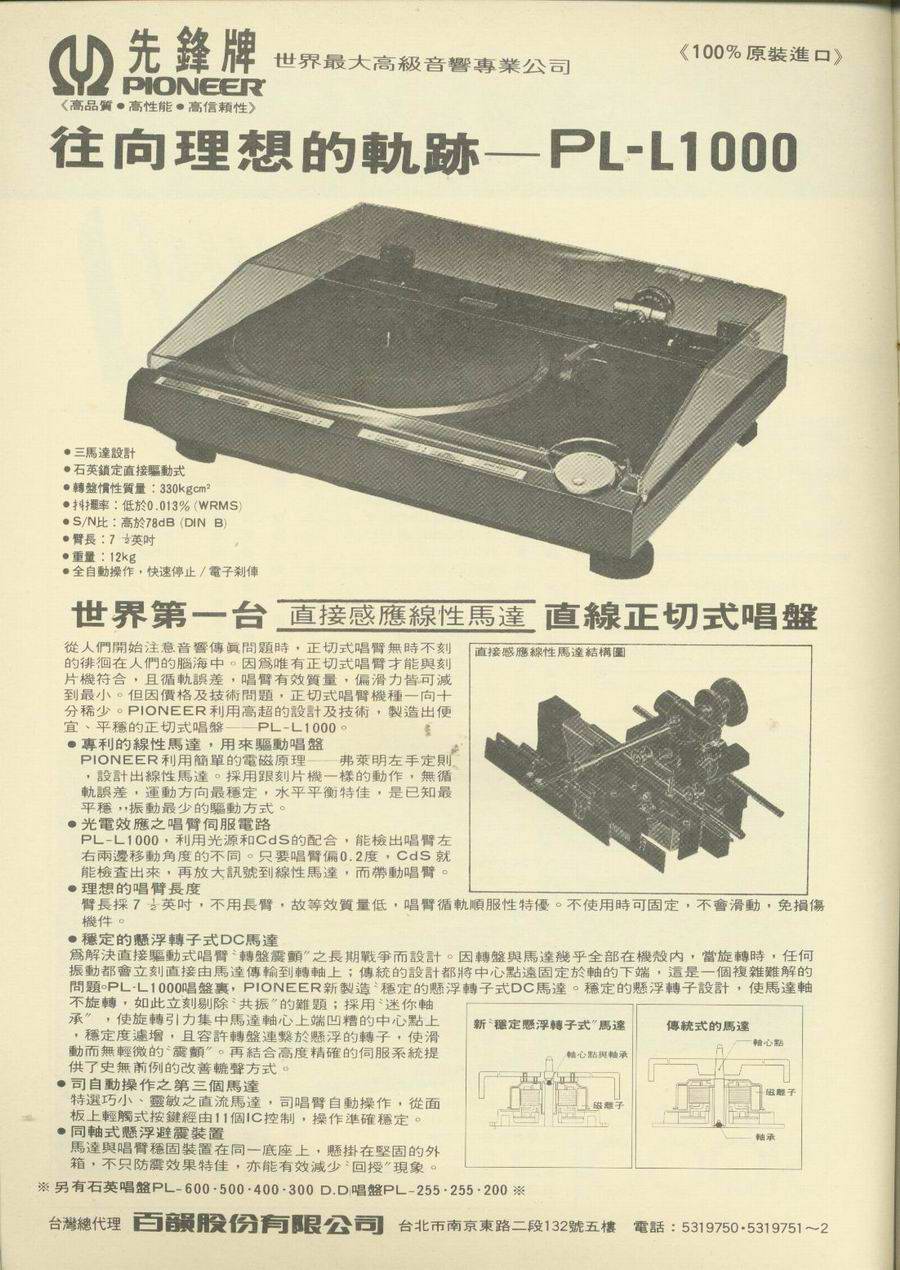 先鋒牌
PIONEER
世界最大高級音響專業公司
《100%原裝進口》
《高品質●高性能●高信賴性》
往向理想的軌跡—PL-L1000
●三馬達設計
●石英鎖定直接驅動式
●轉盤慣性質量：330kgcm²
●抖擺率：低於0.013%(WRMS)
●S/N比：高於78dB (DIN B)
●臂長：7 ½英吋
●重量：12kg
●全自動操作，快速停止/電子剎俥
世界第一台 直接感應線性馬達 直線正切式唱盤
從人們開始注意音響傳眞問題時，正切式唱臂無時不刻
的徘徊在人們的腦海中。因爲唯有正切式唱臂才能與刻
片機符合，且循軌誤差，唱臂有效質量，偏滑力皆可減
到最小。但因價格及技術問題，正切式唱臂機種一向十
分稀少。PIONEER利用高超的設計及技術，製造出便
宜、平穩的正切式唱盤——PL-L1000。
●專利的線性馬達，用來驅動唱盤
PIONEER利用簡單的電磁原理——弗萊明左手定則
，設計出線性馬達。採用跟刻片機一樣的動作，無循
軌誤差，運動方向最穩定，水平平衡特佳，是已知最
平穩，振動最少的驅動方式。
●光電效應之唱臂伺服電路
PL-L1000，利用光源和CdS的配合，能檢出唱臂左
右兩邊移動角度的不同。只要唱臂偏0.2度，CdS 就
能檢查出來，再放大訊號到線性馬達，而帶動唱臂。
直接感應線性馬達結構圖
●理想的唱臂長度
臂長採 7 ½英吋，不用長臂，故等效質量低，唱臂循軌順服性特優。不使用時可固定，不會滑動，免損傷
機件。
●穩定的懸浮轉子式DC馬達
爲解決直接驅動式唱臂〝轉盤震顫〞之長期戰爭而設計。因轉盤與馬達幾乎全部在機殼內，當旋轉時，任何
振動都會立刻直接由馬達傳輸到轉軸上；傳統的設計都將中心點遠固定於軸的下端，這是一個複雜難解的
問題。PL-L1000唱盤裏，PIONEER新製造〝穩定的懸浮轉子式DC馬達。穩定的懸浮轉子設計，使馬達軸
不旋轉，如此立刻剔除〝共振〞的難題；採用〝迷你軸
承〞，使旋轉引力集中馬達軸心上端凹糟的中心點上
，穩定度遽增，且容許轉盤連繫於懸浮的轉子，使滑
動而無輕微的〝震顫〞。再結合高度精確的伺服系統提
供了史無前例的改善轆聲方式。
●司自動操作之第三個馬達
特選巧小、靈敏之直流馬達，司唱臂自動操作，從面
板上輕觸式按鍵經由11個IC控制，操作準確穩定。
●同軸式懸浮避震裝置
馬達與唱臂穩固裝置在同一底座上，懸掛在堅固的外
箱，不只防震效果特佳，亦能有效減少〝回授〞現象。
新〝穩定懸浮轉子式〞馬達
軸心點與軸承
磁離子
傳統式的馬達
軸心點
磁離子
軸承
※另有石英唱盤PL-600·500·400·300 D.D唱盤PL-255·255·200※
台灣總代理 百韻股份有限公司 台北市南京東路二段132號五樓 電話：5319750·5319751～2